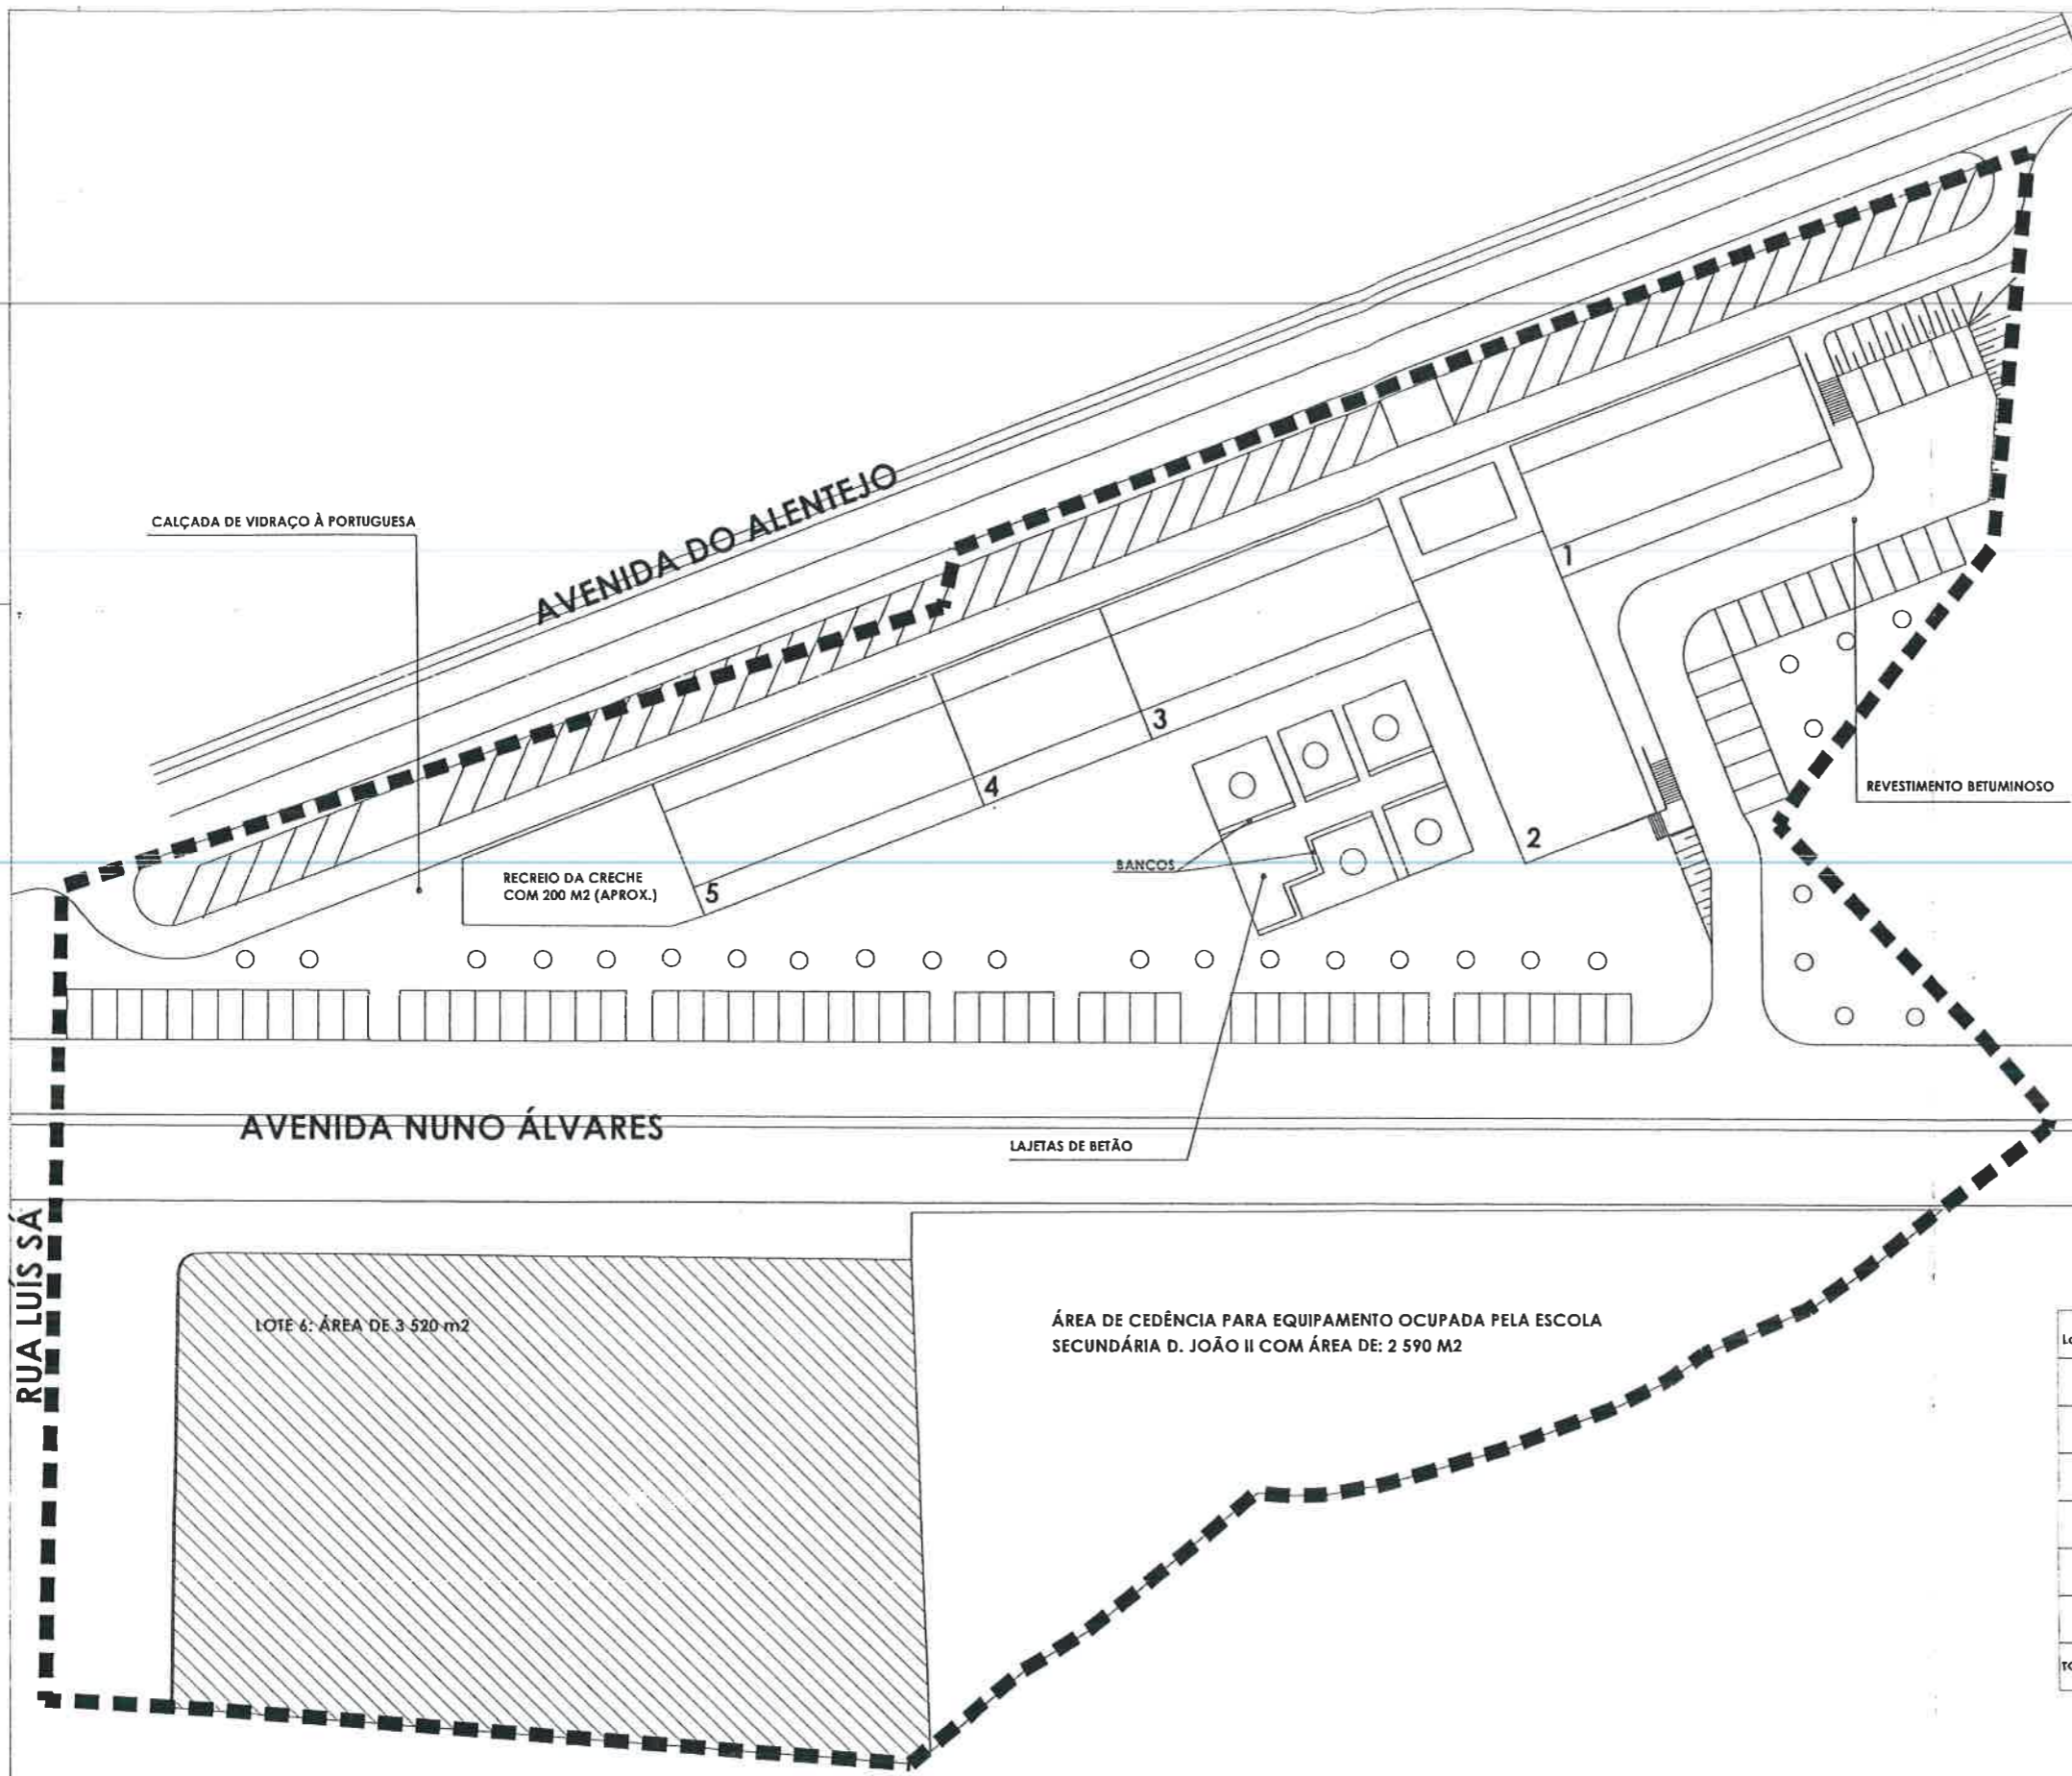 AVENIDA DO ALENTEJO
CALÇADA DE VIDRAÇO À PORTUGUESA
1
3
4
2
5
REVESTIMENTO BETUMINOSO
BANCOS
RECREIO DA CRECHE
COM 200 M2 (APROX.)
AVENIDA NUNO ÁLVARES
LAJETAS DE BETÃO
RUA LUÍS SÁ
LOTE 6: ÁREA DE 3 520 m2
ÁREA DE CEDÊNCIA PARA EQUIPAMENTO OCUPADA PELA ESCOLA
SECUNDÁRIA D. JOÃO II COM ÁREA DE: 2 590 M2